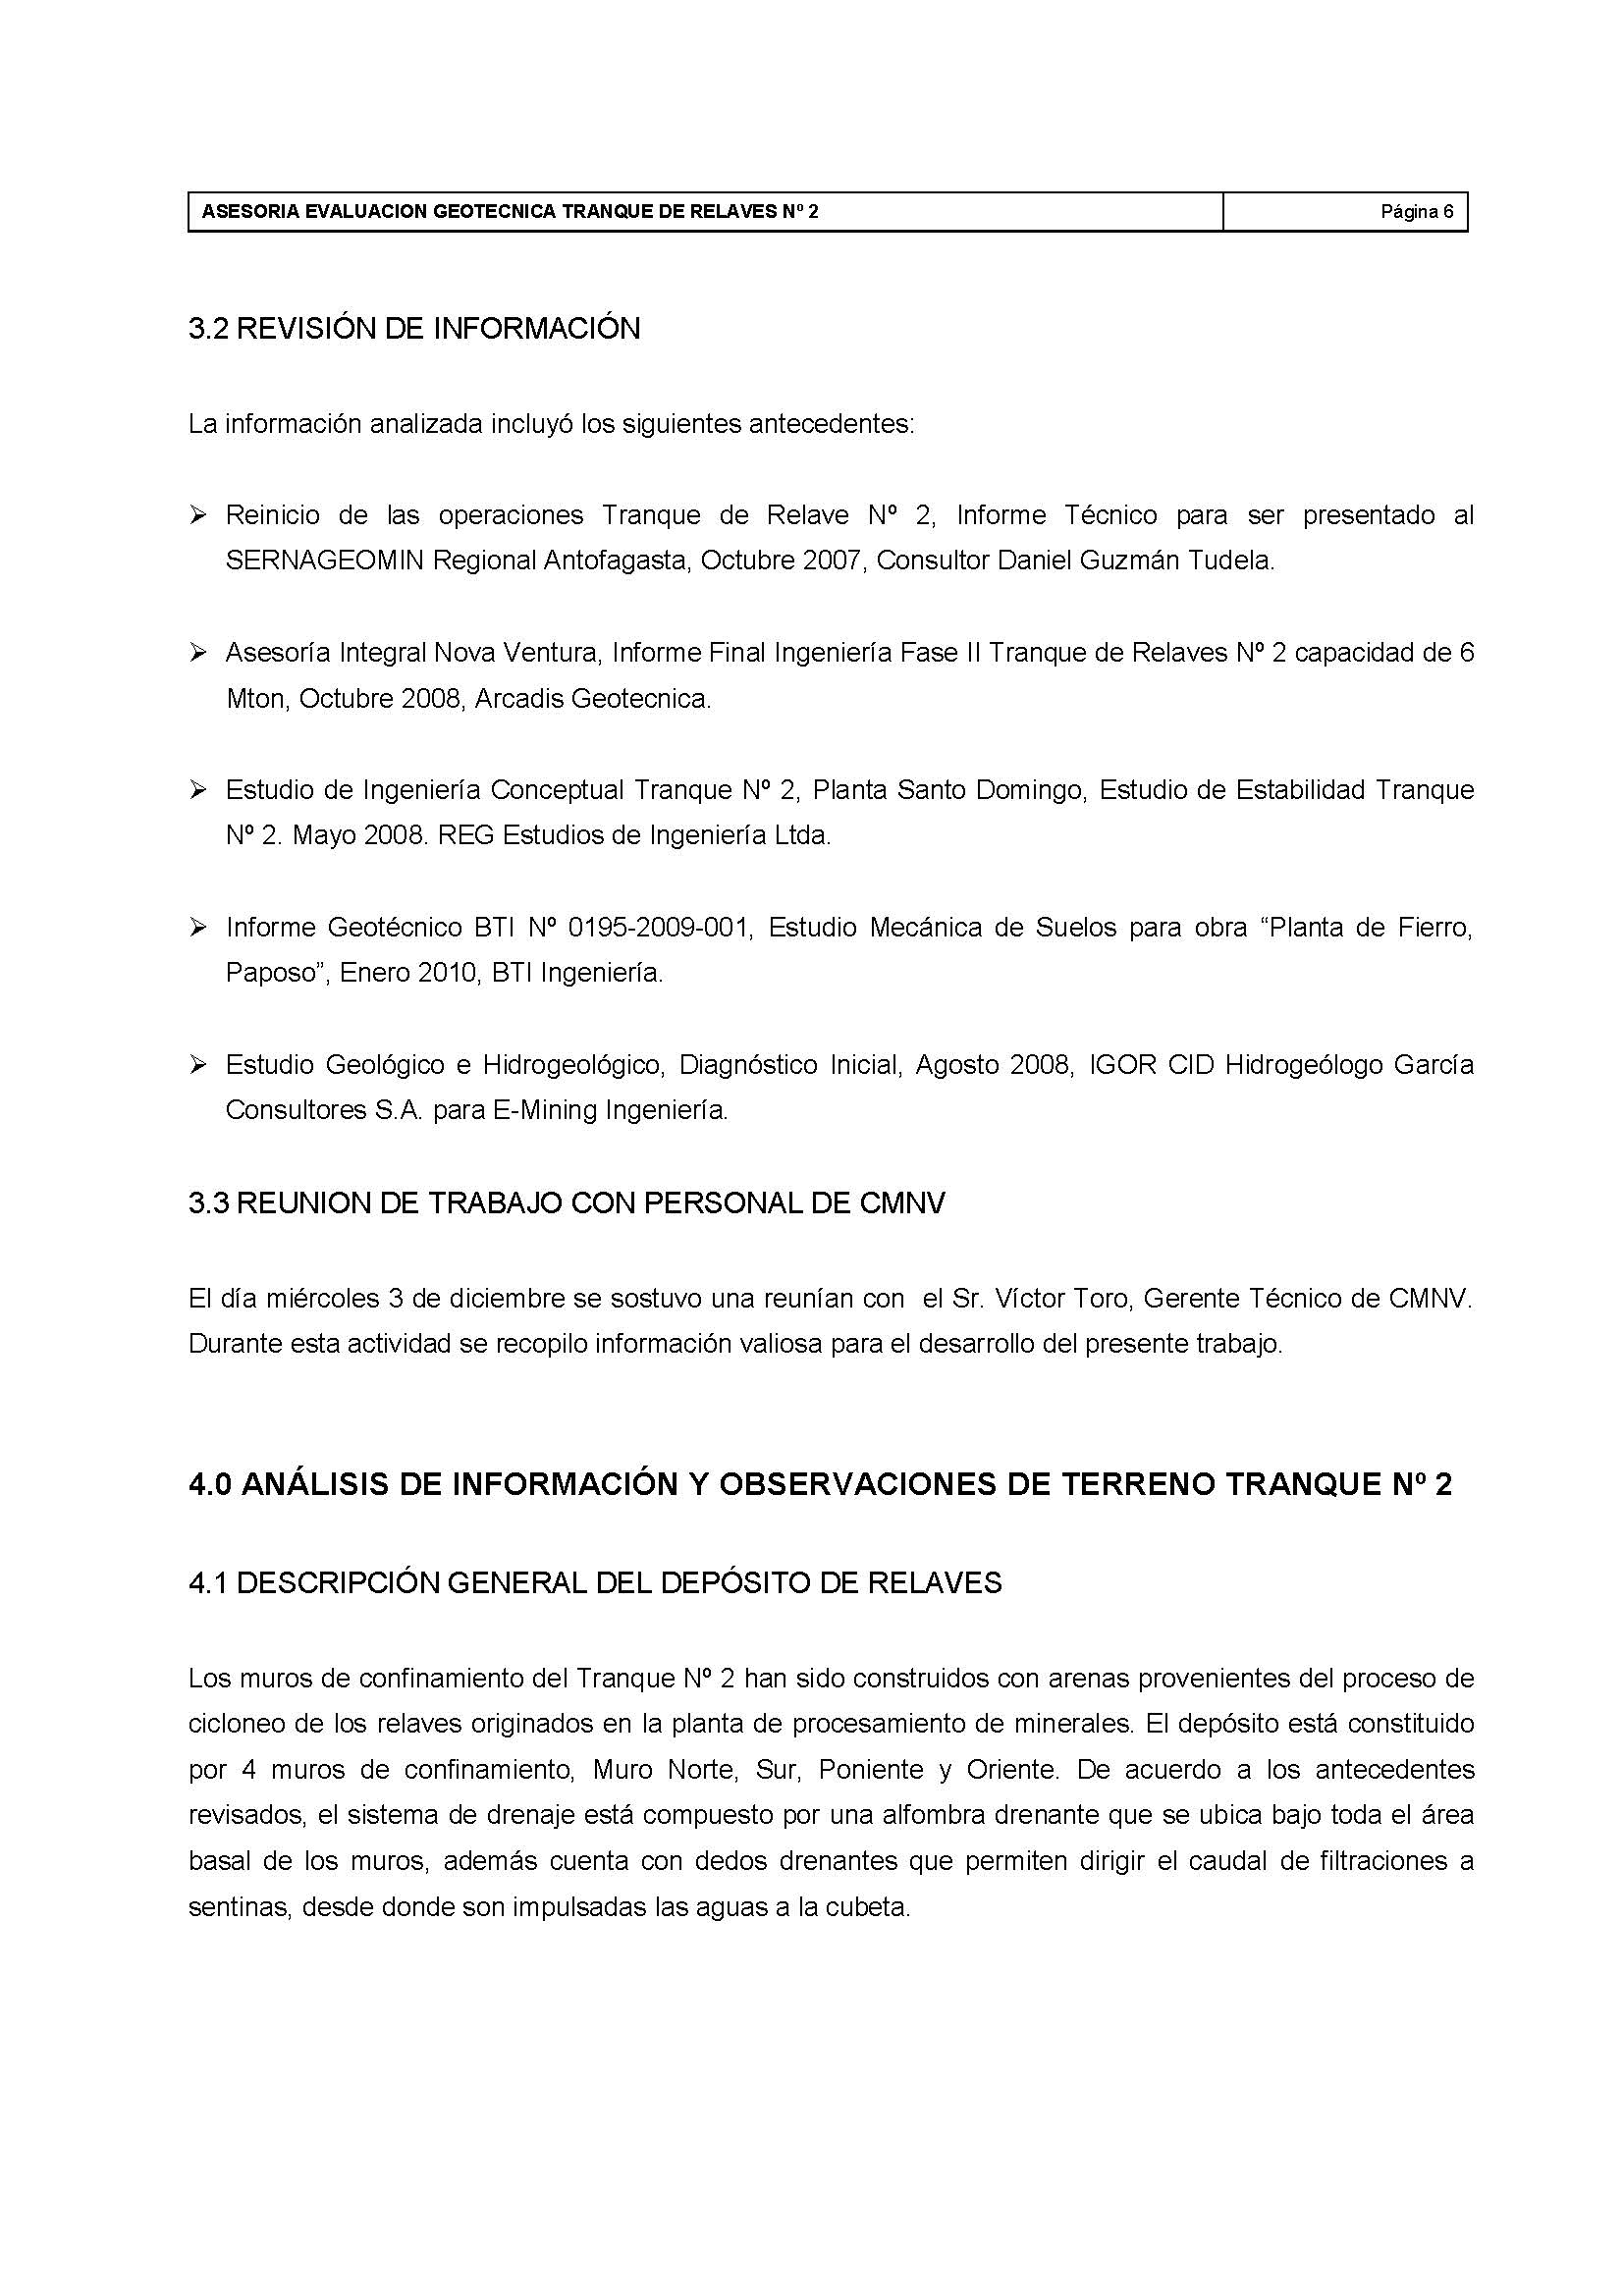 ASESORIA EVALUACION GEOTECNICA TRANQUE DE RELAVES Nº 2 Página 6
3.2 REVISIÓN DE INFORMACIÓN
La información analizada incluyó los siguientes antecedentes:
➢ Reinicio de las operaciones Tranque de Relave Nº 2, Informe Técnico para ser presentado al
SERNAGEOMIN Regional Antofagasta, Octubre 2007, Consultor Daniel Guzmán Tudela.
➢ Asesoría Integral Nova Ventura, Informe Final Ingeniería Fase II Tranque de Relaves Nº 2 capacidad de 6
Mton, Octubre 2008, Arcadis Geotecnica.
➢ Estudio de Ingeniería Conceptual Tranque Nº 2, Planta Santo Domingo, Estudio de Estabilidad Tranque
Nº 2. Mayo 2008. REG Estudios de Ingeniería Ltda.
➢ Informe Geotécnico BTI Nº 0195-2009-001, Estudio Mecánica de Suelos para obra “Planta de Fierro,
Paposo”, Enero 2010, BTI Ingeniería.
➢ Estudio Geológico e Hidrogeológico, Diagnóstico Inicial, Agosto 2008, IGOR CID Hidrogeólogo García
Consultores S.A. para E-Mining Ingeniería.
3.3 REUNION DE TRABAJO CON PERSONAL DE CMNV
El día miércoles 3 de diciembre se sostuvo una reunían con el Sr. Víctor Toro, Gerente Técnico de CMNV.
Durante esta actividad se recopilo información valiosa para el desarrollo del presente trabajo.
4.0 ANÁLISIS DE INFORMACIÓN Y OBSERVACIONES DE TERRENO TRANQUE Nº 2
4.1 DESCRIPCIÓN GENERAL DEL DEPÓSITO DE RELAVES
Los muros de confinamiento del Tranque Nº 2 han sido construidos con arenas provenientes del proceso de
cicloneo de los relaves originados en la planta de procesamiento de minerales. El depósito está constituido
por 4 muros de confinamiento, Muro Norte, Sur, Poniente y Oriente. De acuerdo a los antecedentes
revisados, el sistema de drenaje está compuesto por una alfombra drenante que se ubica bajo toda el área
basal de los muros, además cuenta con dedos drenantes que permiten dirigir el caudal de filtraciones a
sentinas, desde donde son impulsadas las aguas a la cubeta.